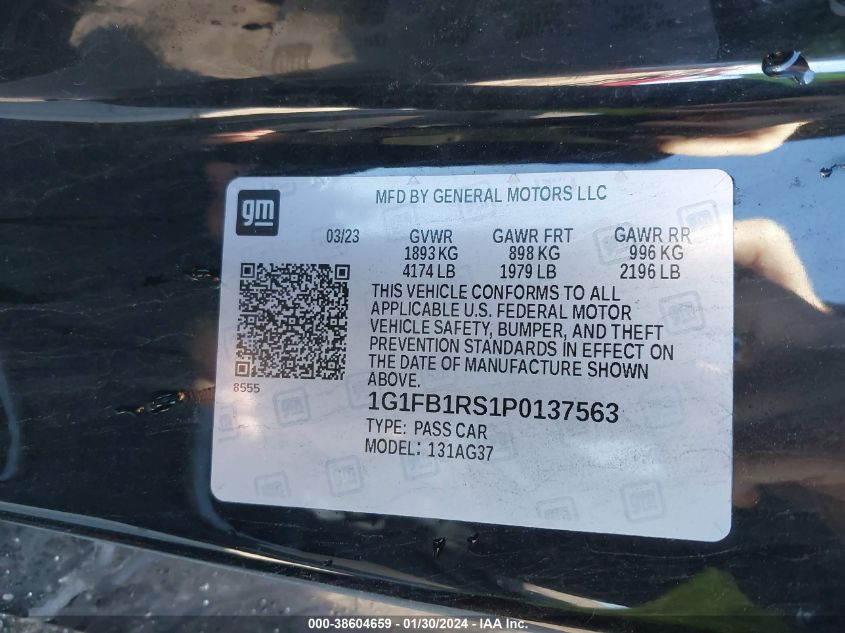 gm
MFD BY GENERAL MOTORS LLC
03/23 GVWR GAWR FRT GAWR RR
1893 KG 898 KG 996 KG
4174 LB 1979 LB 2196 LB
THIS VEHICLE CONFORMS TO ALL
APPLICABLE U.S. FEDERAL MOTOR
VEHICLE SAFETY, BUMPER, AND THEFT
PREVENTION STANDARDS IN EFFECT ON
THE DATE OF MANUFACTURE SHOWN
ABOVE.
8555
1G1FB1RS1P0137563
TYPE: PASS CAR
MODEL: 131AG37
000-38604659 - 01/30/2024 - IAA Inc.